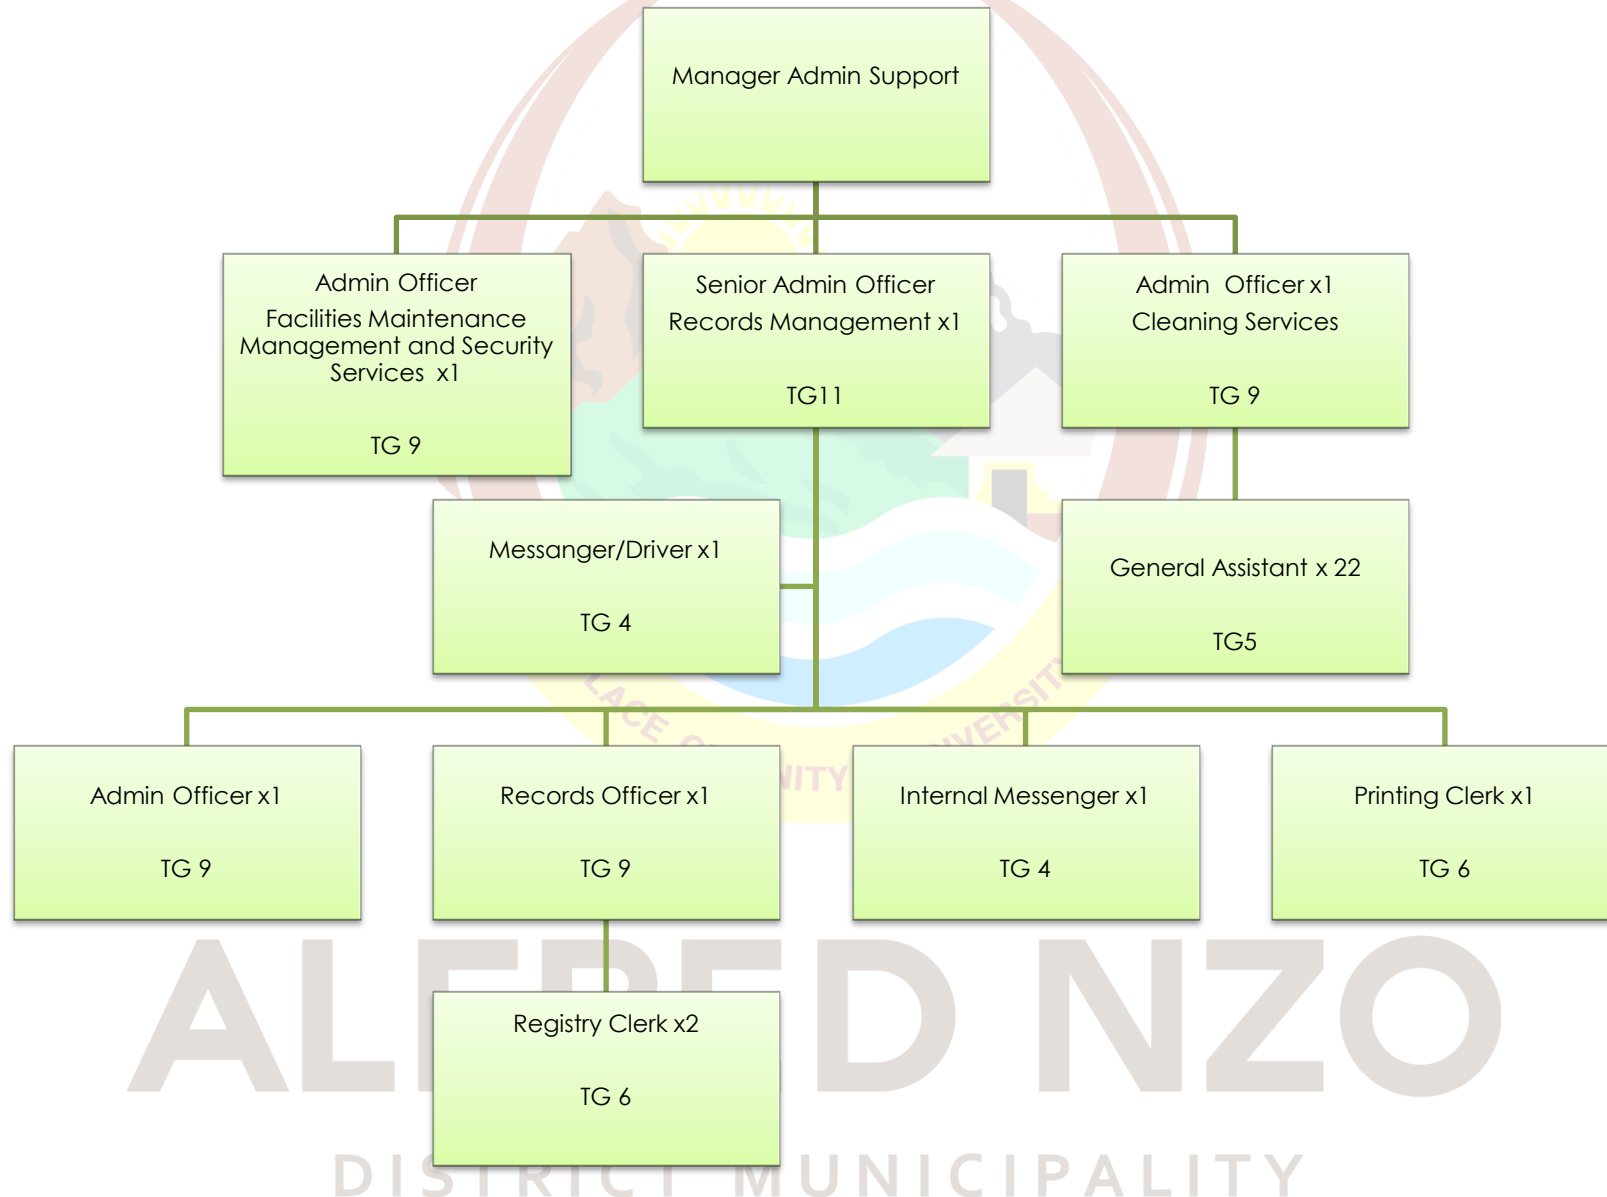 Manager Admin Support
Admin Officer
Facilities Maintenance
Management and Security
Services x1
TG 9
Senior Admin Officer
Records Management x1
TG11
Admin Officer x1
Cleaning Services
TG 9
Messanger/Driver x1
TG 4
General Assistant x 22
TG5
Admin Officer x1
TG 9
Records Officer x1
TG 9
Internal Messenger x1
TG 4
Printing Clerk x1
TG 6
Registry Clerk x2
TG 6
NZO
DISTRICT MUNICIPALITY